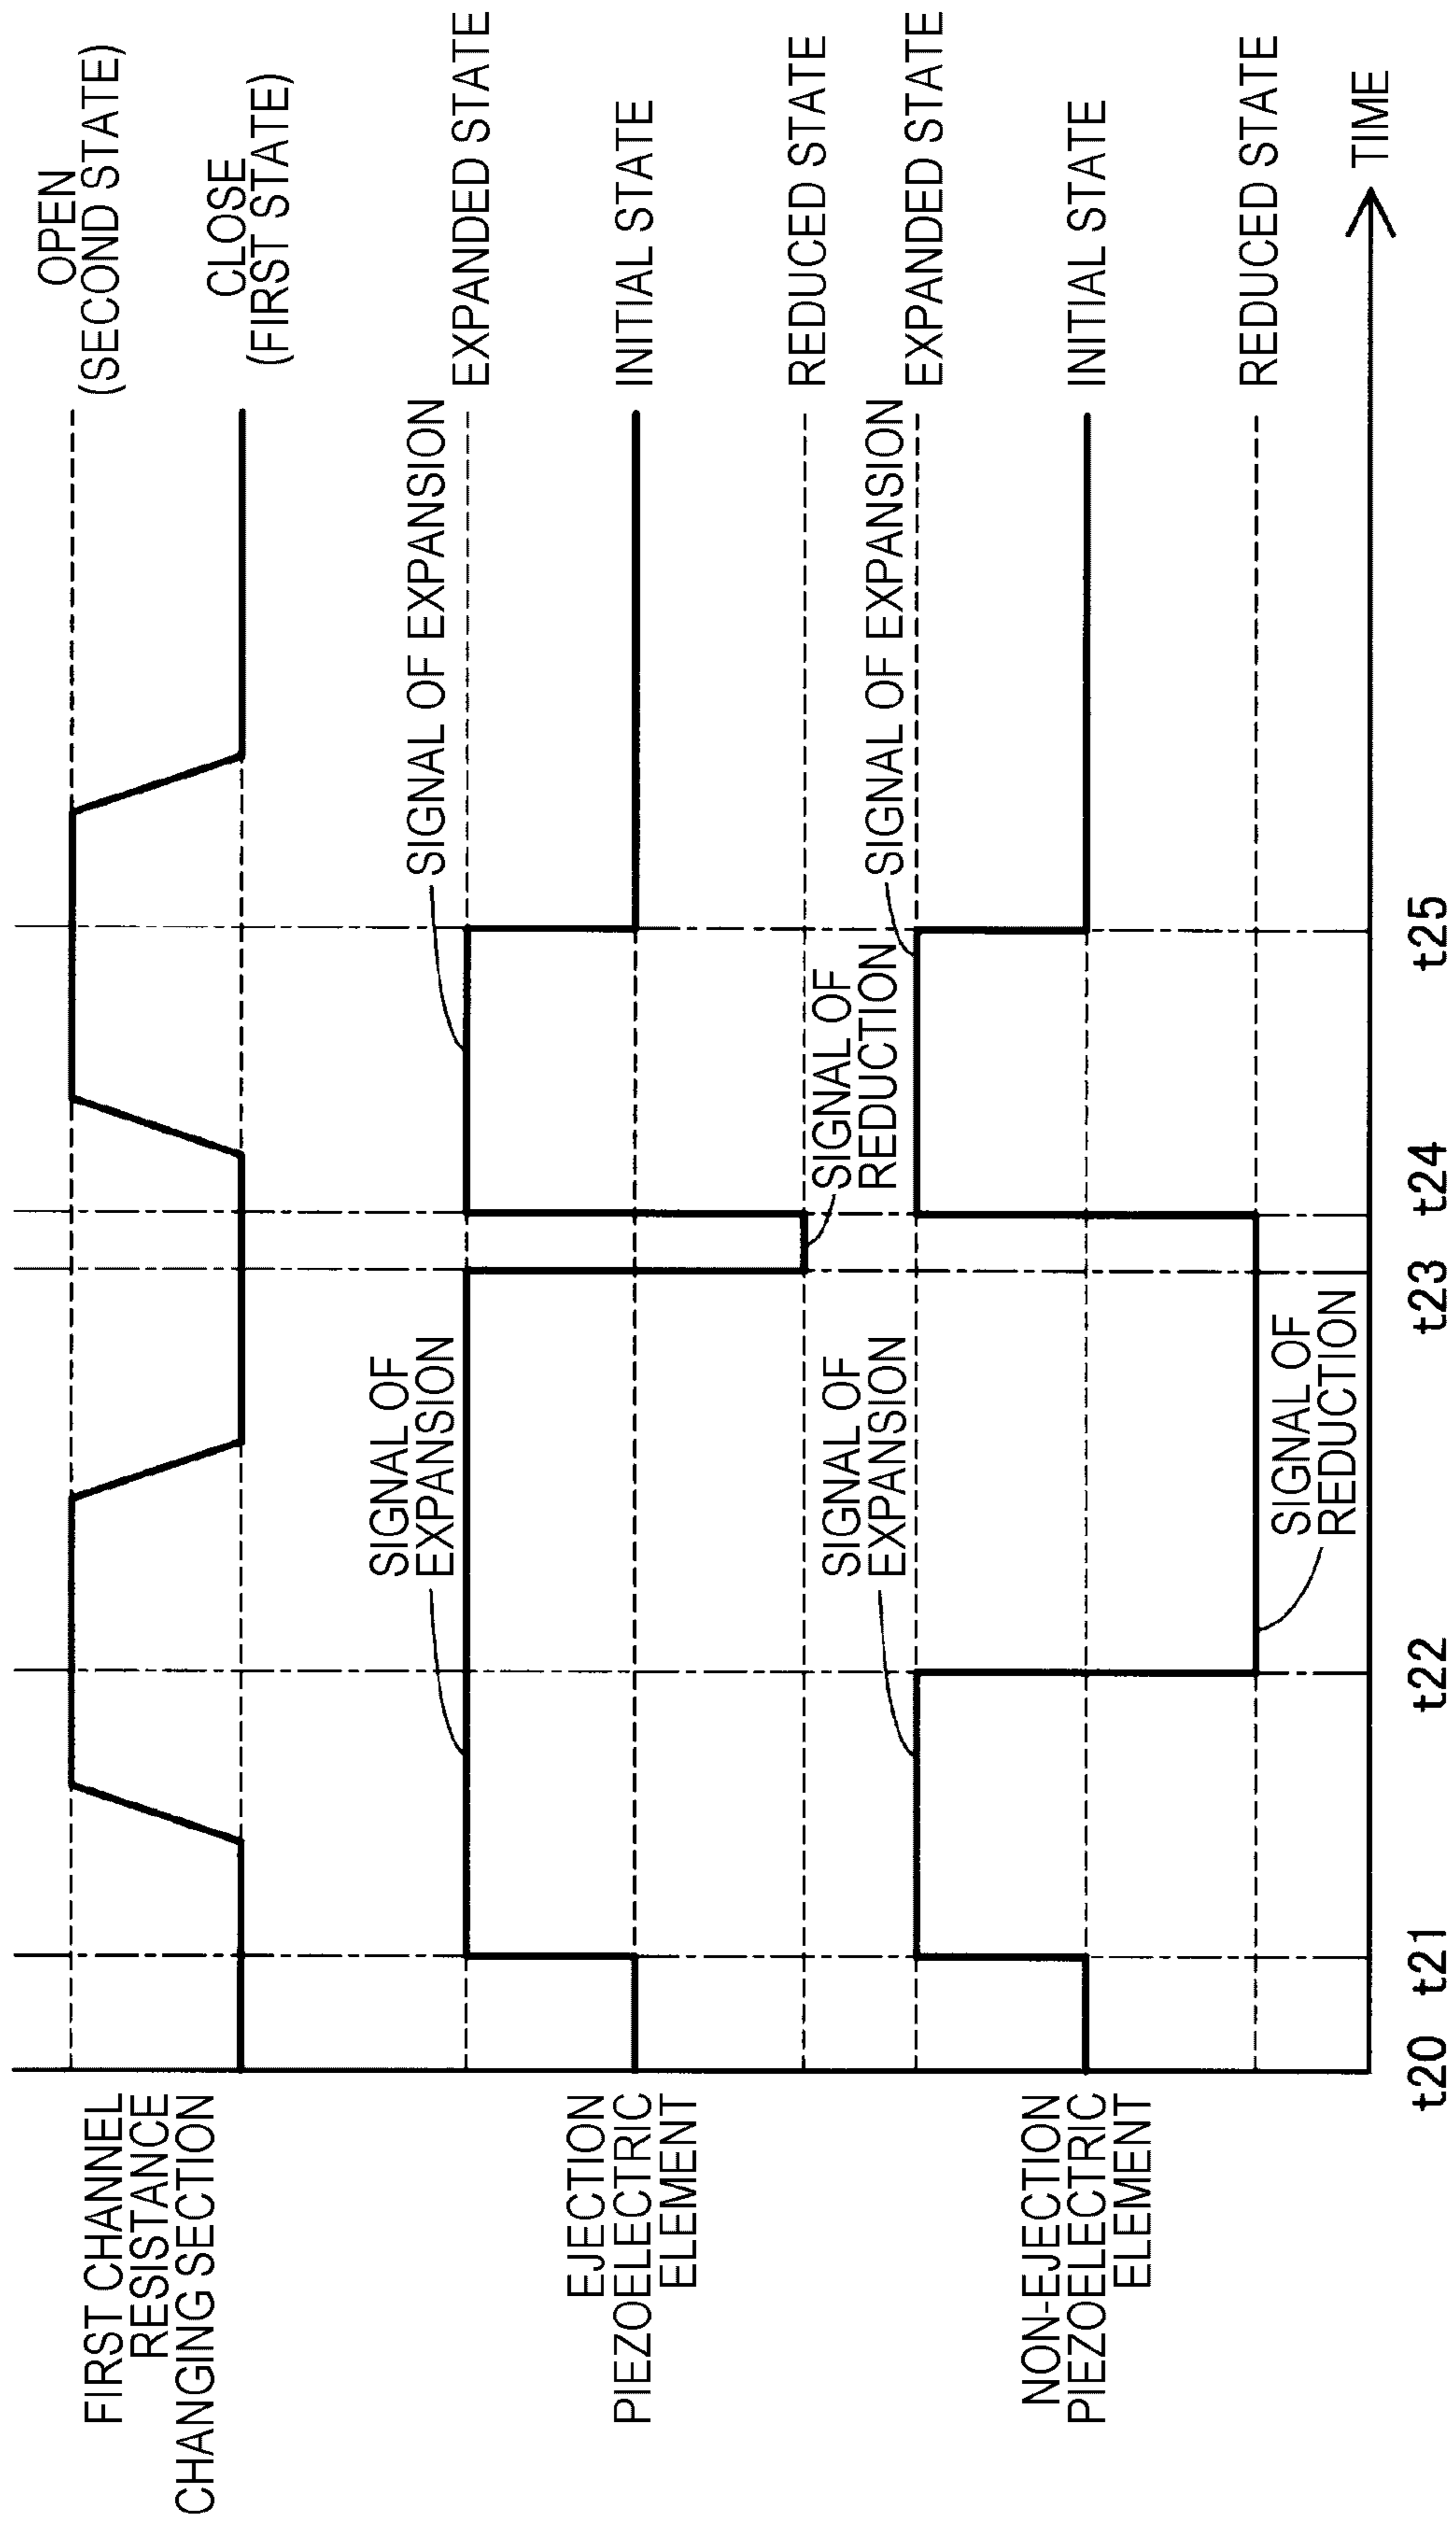 FIRST CHANNEL
RESISTANCE
CHANGING SECTION
OPEN
(SECOND STATE)
CLOSE
(FIRST STATE)
EJECTION
PIEZOELECTRIC
ELEMENT
SIGNAL OF
EXPANSION
SIGNAL OF EXPANSION
SIGNAL OF
REDUCTION
EXPANDED STATE
INITIAL STATE
REDUCED STATE
NON-EJECTION
PIEZOELECTRIC
ELEMENT
SIGNAL OF
EXPANSION
SIGNAL OF EXPANSION
SIGNAL OF
REDUCTION
EXPANDED STATE
INITIAL STATE
REDUCED STATE
TIME
t20 t21 t22 t23 t24 t25